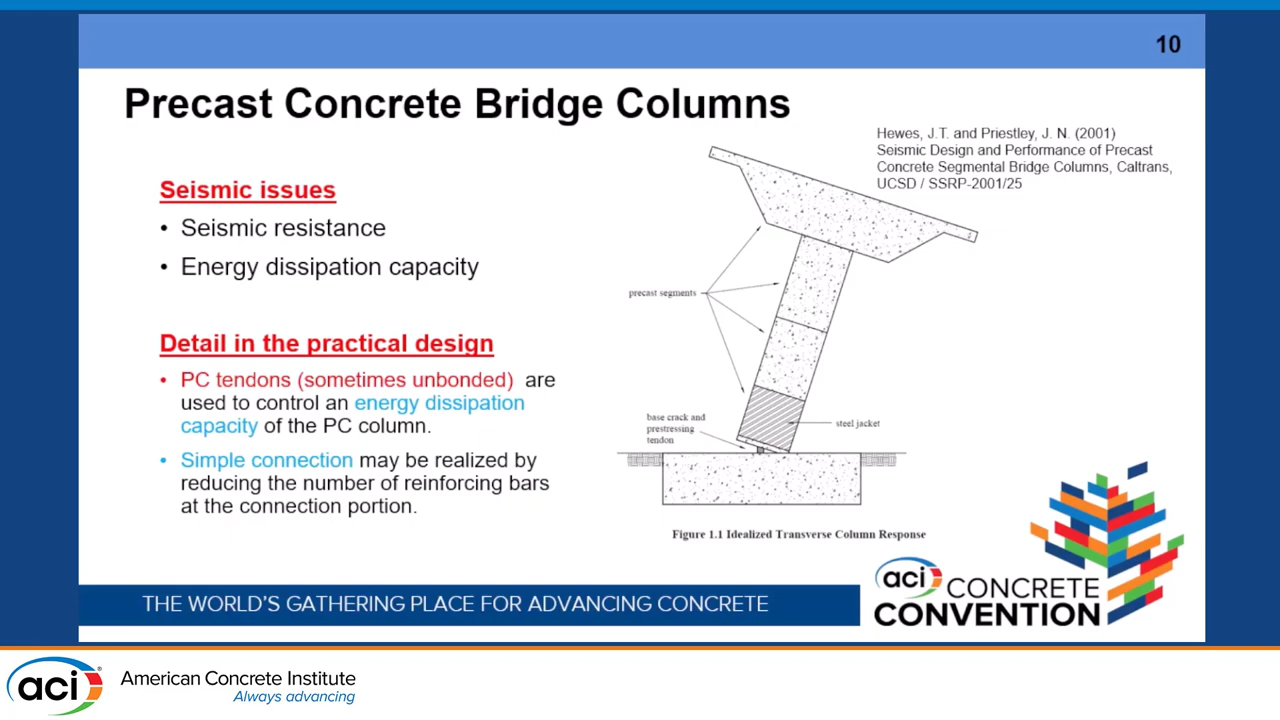 10
Precast Concrete Bridge Columns
Hewes, J.T. and Priestley, J. N. (2001)
Seismic Design and Performance of Precast
Concrete Segmental Bridge Columns, Caltrans,
UCSD / SSRP-2001/25
Seismic issues
• Seismic resistance
• Energy dissipation capacity
Detail in the practical design
• PC tendons (sometimes unbonded) are
used to control an energy dissipation
capacity of the PC column.
• Simple connection may be realized by
reducing the number of reinforcing bars
at the connection portion.
precast segments
base crack and
prestressing
tendon
steel jacket
Figure 1.1 Idealized Transverse Column Response
THE WORLD'S GATHERING PLACE FOR ADVANCING CONCRETE
aci CONCRETE
CONVENTION
aci
American Concrete Institute
Always advancing